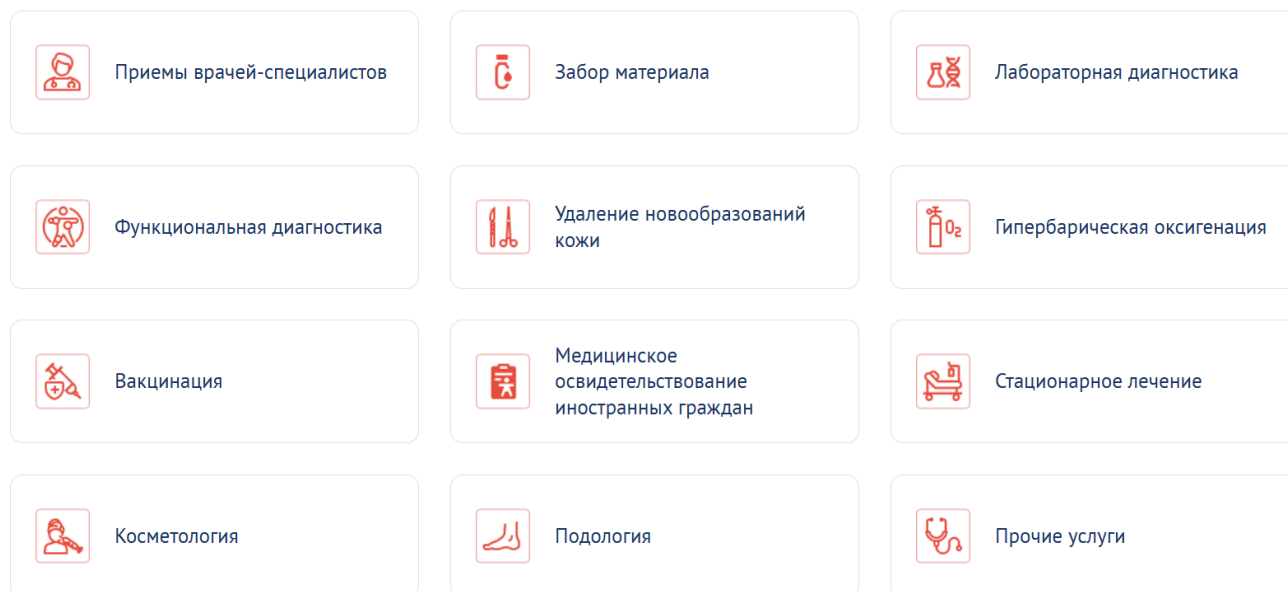 Приемы врачей-специалистов
Забор материала
Лабораторная диагностика
Функциональная диагностика
Удаление новообразований
кожи
O₂
Гипербарическая оксигенация
Вакцинация
Медицинское
освидетельствование
иностранных граждан
Стационарное лечение
Косметология
Подология
Прочие услуги